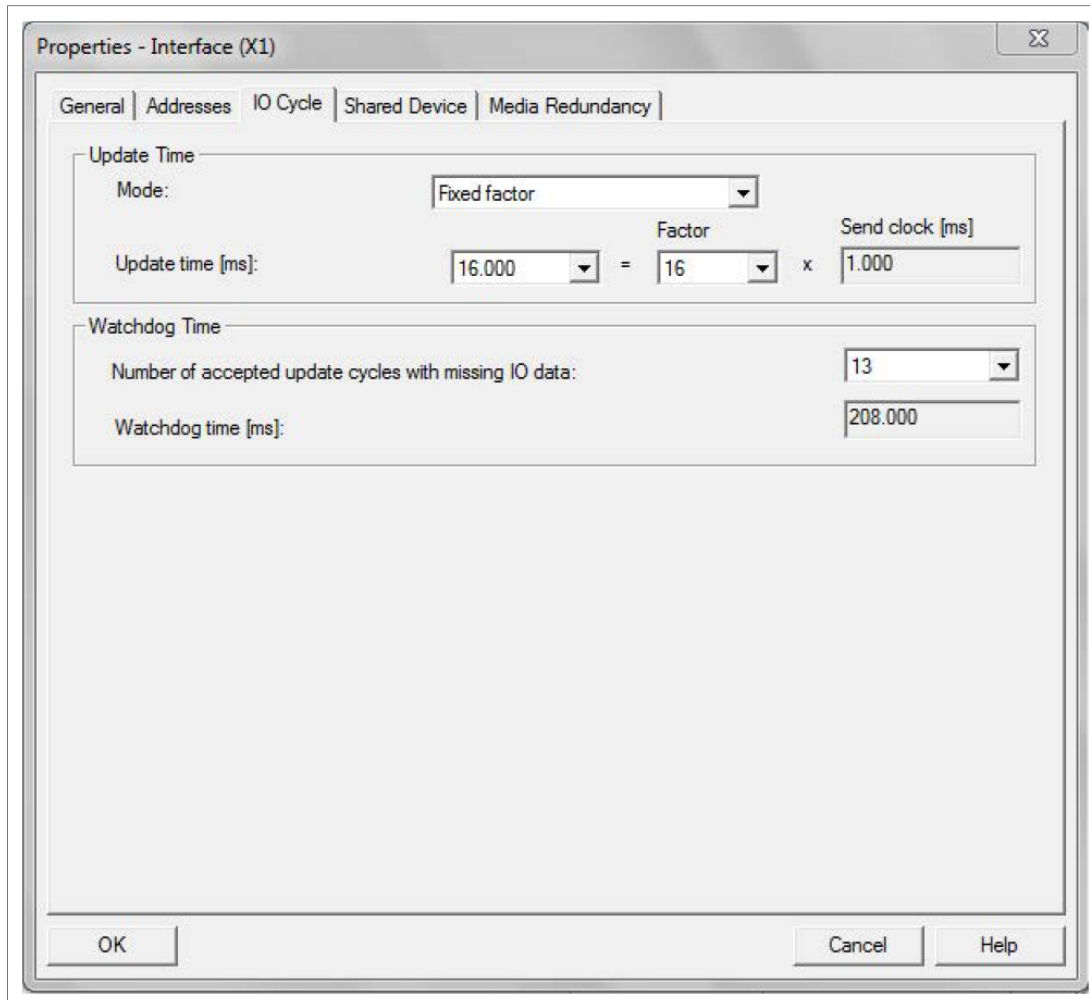 Properties - Interface (X1)
General Addresses IO Cycle Shared Device Media Redundancy
Update Time
Mode: Fixed factor
Factor Send clock [ms]
Update time [ms]: 16.000 = 16 x 1.000
Watchdog Time
Number of accepted update cycles with missing IO data: 13
Watchdog time [ms]: 208.000
OK Cancel Help